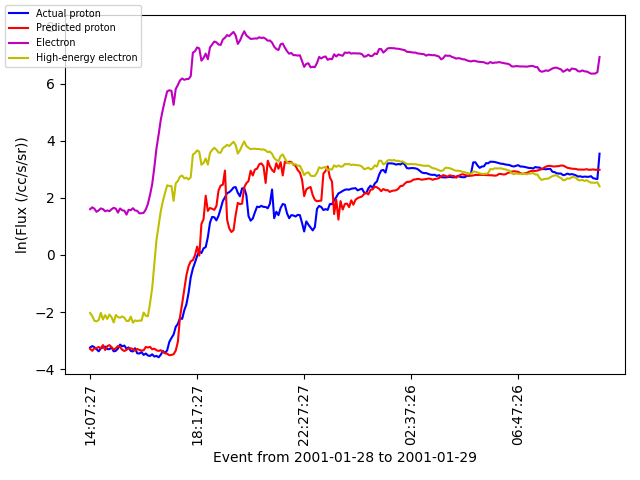 Actual proton
Predicted proton
Electron
High-energy electron
ln(Flux (/cc/s/sr))
6
4
2
0
−2
−4
14:07:27
18:17:27
22:27:27
02:37:26
06:47:26
Event from 2001-01-28 to 2001-01-29